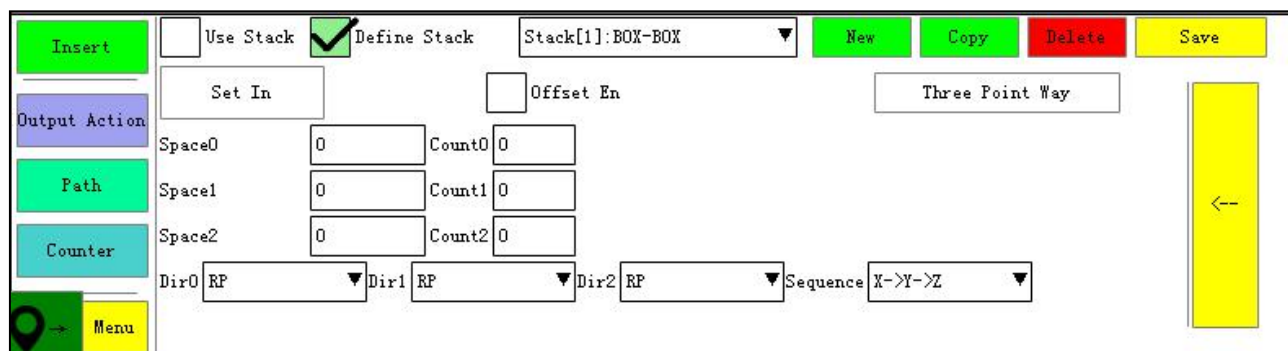 Insert
Use Stack
Define Stack
Stack[1]:BOX-BOX
New
Copy
Delete
Save
Set In
Offset En
Three Point Way
Output Action
Space0 0 Count0 0
Path
Space1 0 Count1 0
<--
Space2 0 Count2 0
Counter
Dir0 RP Dir1 RP Dir2 RP Sequence X->Y->Z
→
Menu